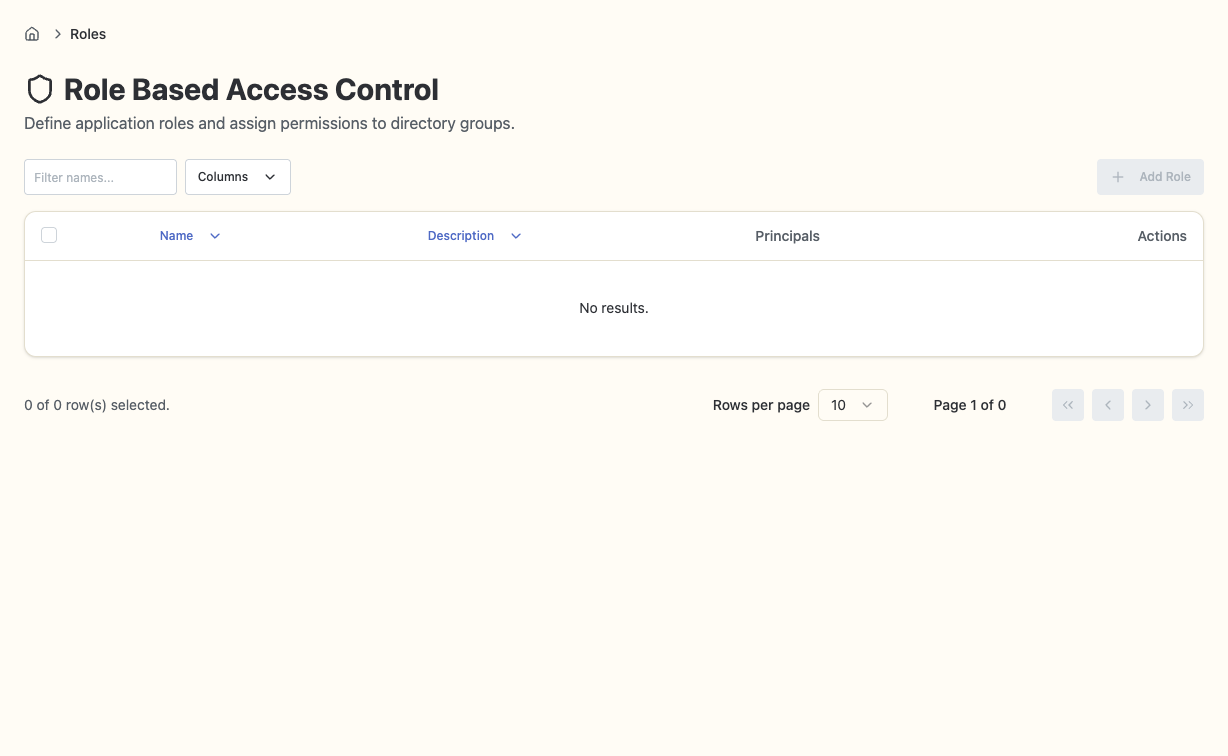 Roles
Role Based Access Control
Define application roles and assign permissions to directory groups.
Filter names...
Columns
Add Role
Name
Description
Principals
Actions
No results.
0 of 0 row(s) selected.
Rows per page
10
Page 1 of 0